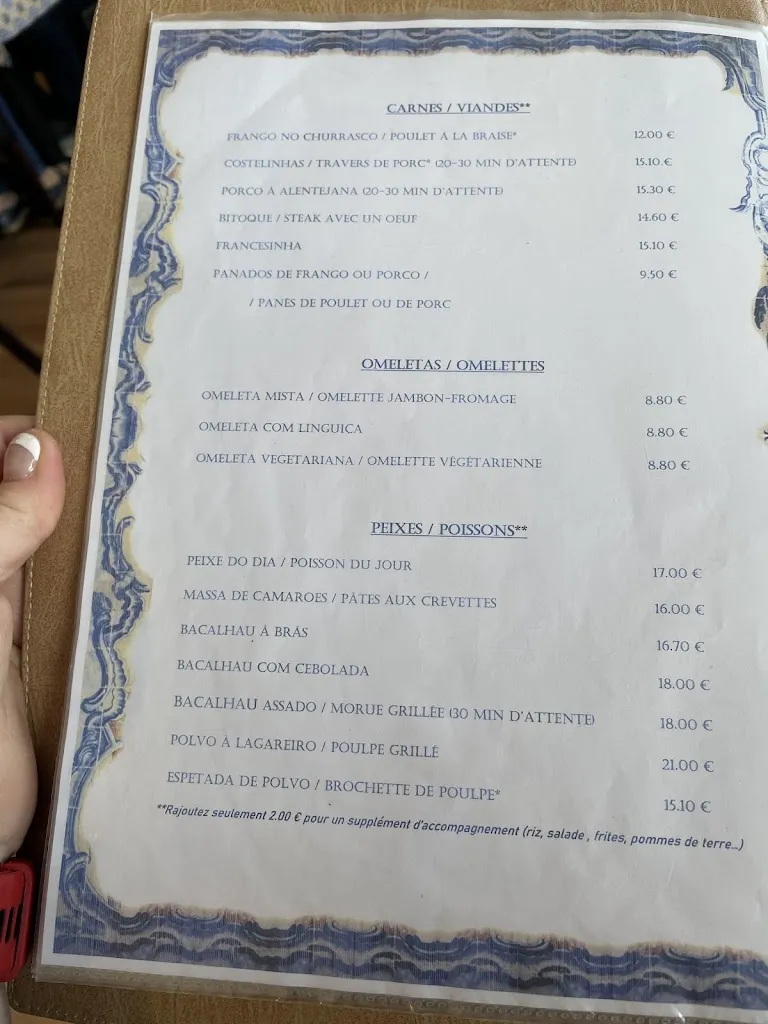 CARNES / VIANDES**
FRANGO NO CHURRASCO / POULET A LA BRAISE* 12.00 €
COSTELINHAS / TRAVERS DE PORC* (20-30 MIN D'ATTENTE) 15.10 €
PORCO À ALENTEJANA (20-30 MIN D'ATTENTE) 15.30 €
BITOQUE / STEAK AVEC UN OEUF 14.60 €
FRANCESINHA 15.10 €
PANADOS DE FRANGO OU PORCO / 9.50 €
/ PANES DE POULET OU DE PORC
OMELETAS / OMELETTES
OMELETA MISTA / OMELETTE JAMBON-FROMAGE 8.80 €
OMELETA COM LINGUICA 8.80 €
OMELETA VEGETARIANA / OMELETTE VÉGÉTARIENNE 8.80 €
PEIXES / POISSONS**
PEIXE DO DIA / POISSON DU JOUR 17.00 €
MASSA DE CAMAROES / PÂTES AUX CREVETTES 16.00 €
BACALHAU À BRÁS 16.70 €
BACALHAU COM CEBOLADA 18.00 €
BACALHAU ASSADO / MORUE GRILLÉE (30 MIN D'ATTENTE) 18.00 €
POLVO À LAGAREIRO / POULPE GRILLÉ 21.00 €
ESPETADA DE POLVO / BROCHETTE DE POULPE* 15.10 €
**Rajoutez seulement 2.00 € pour un supplément d'accompagnement (riz, salade , frites, pommes de terre...)